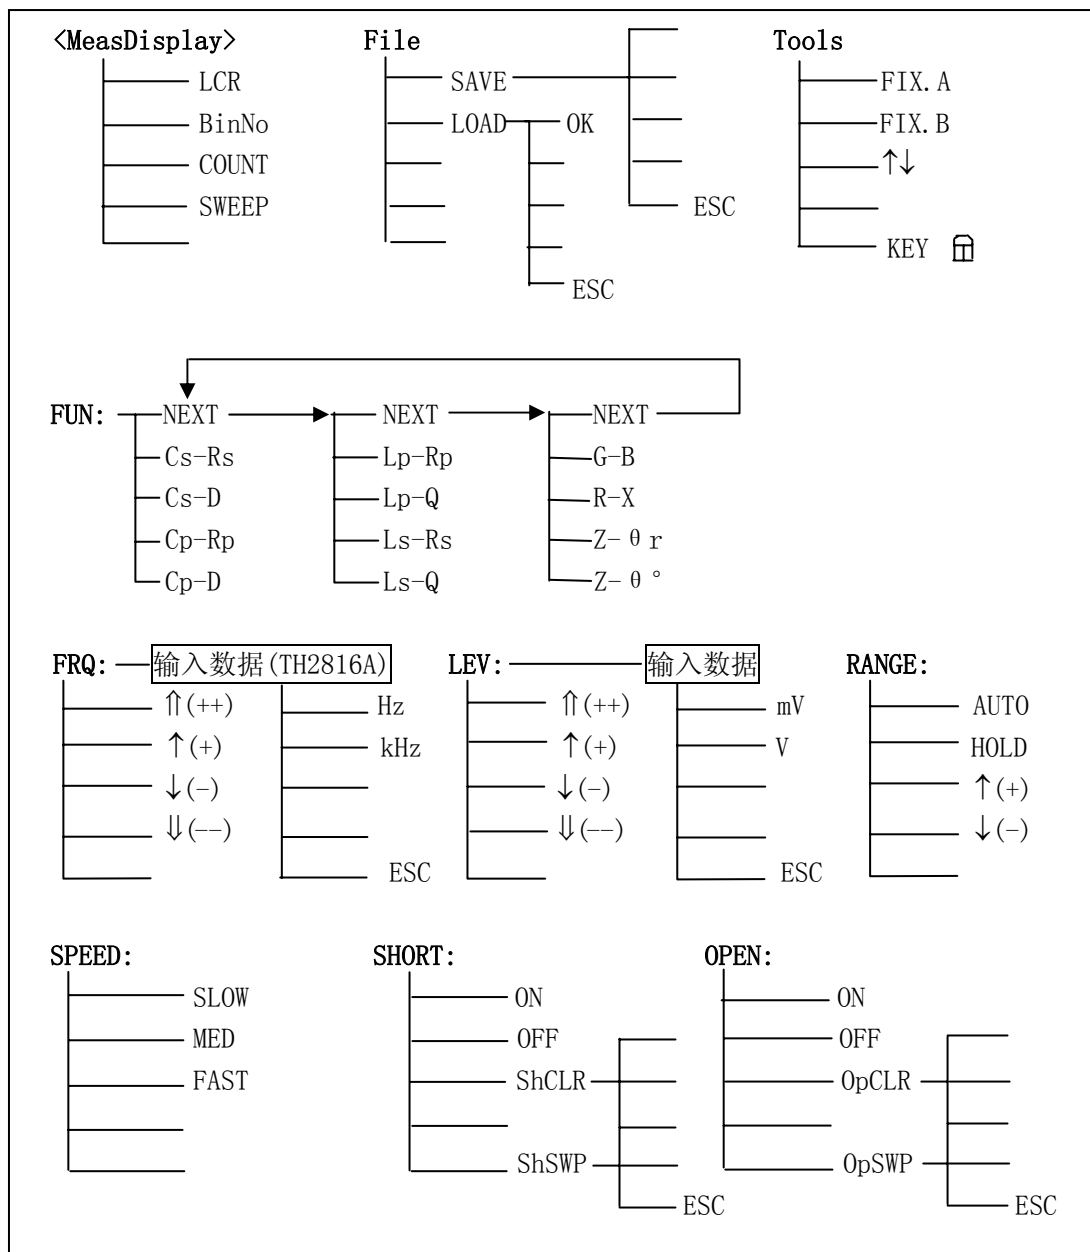 <MeasDisplay>
LCR
BinNo
COUNT
SWEEP
File
SAVE
ESC
LOAD
OK
ESC
Tools
FIX.A
FIX.B
↑↓
KEY
FUN:
NEXT
Cs-Rs
Cs-D
Cp-Rp
Cp-D
NEXT
Lp-Rp
Lp-Q
Ls-Rs
Ls-Q
NEXT
G-B
R-X
Z-θr
Z-θ°
FRQ:
输入数据(TH2816A)
⇑(++)
↑(+)
↓(-)
⇓(--)
Hz
kHz
ESC
LEV:
输入数据
⇑(++)
↑(+)
↓(-)
⇓(--)
mV
V
ESC
RANGE:
AUTO
HOLD
↑(+)
↓(-)
SPEED:
SLOW
MED
FAST
SHORT:
ON
OFF
ShCLR
ShSWP
ESC
OPEN:
ON
OFF
OpCLR
OpSWP
ESC